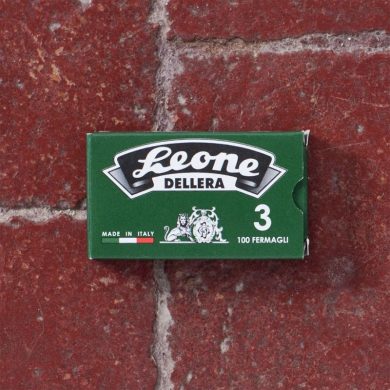 Leone
DELLERA
3
MADE IN ITALY
100 FERMAGLI